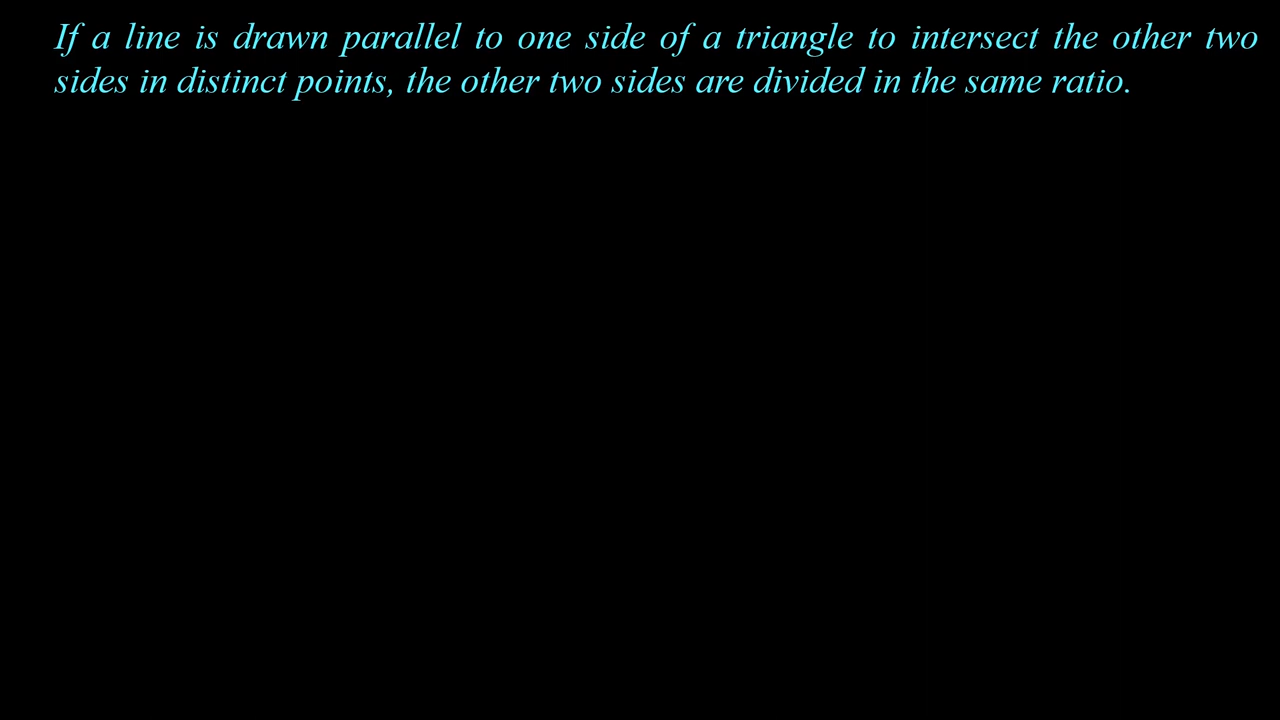 If a line is drawn parallel to one side of a triangle to intersect the other two
sides in distinct points, the other two sides are divided in the same ratio.